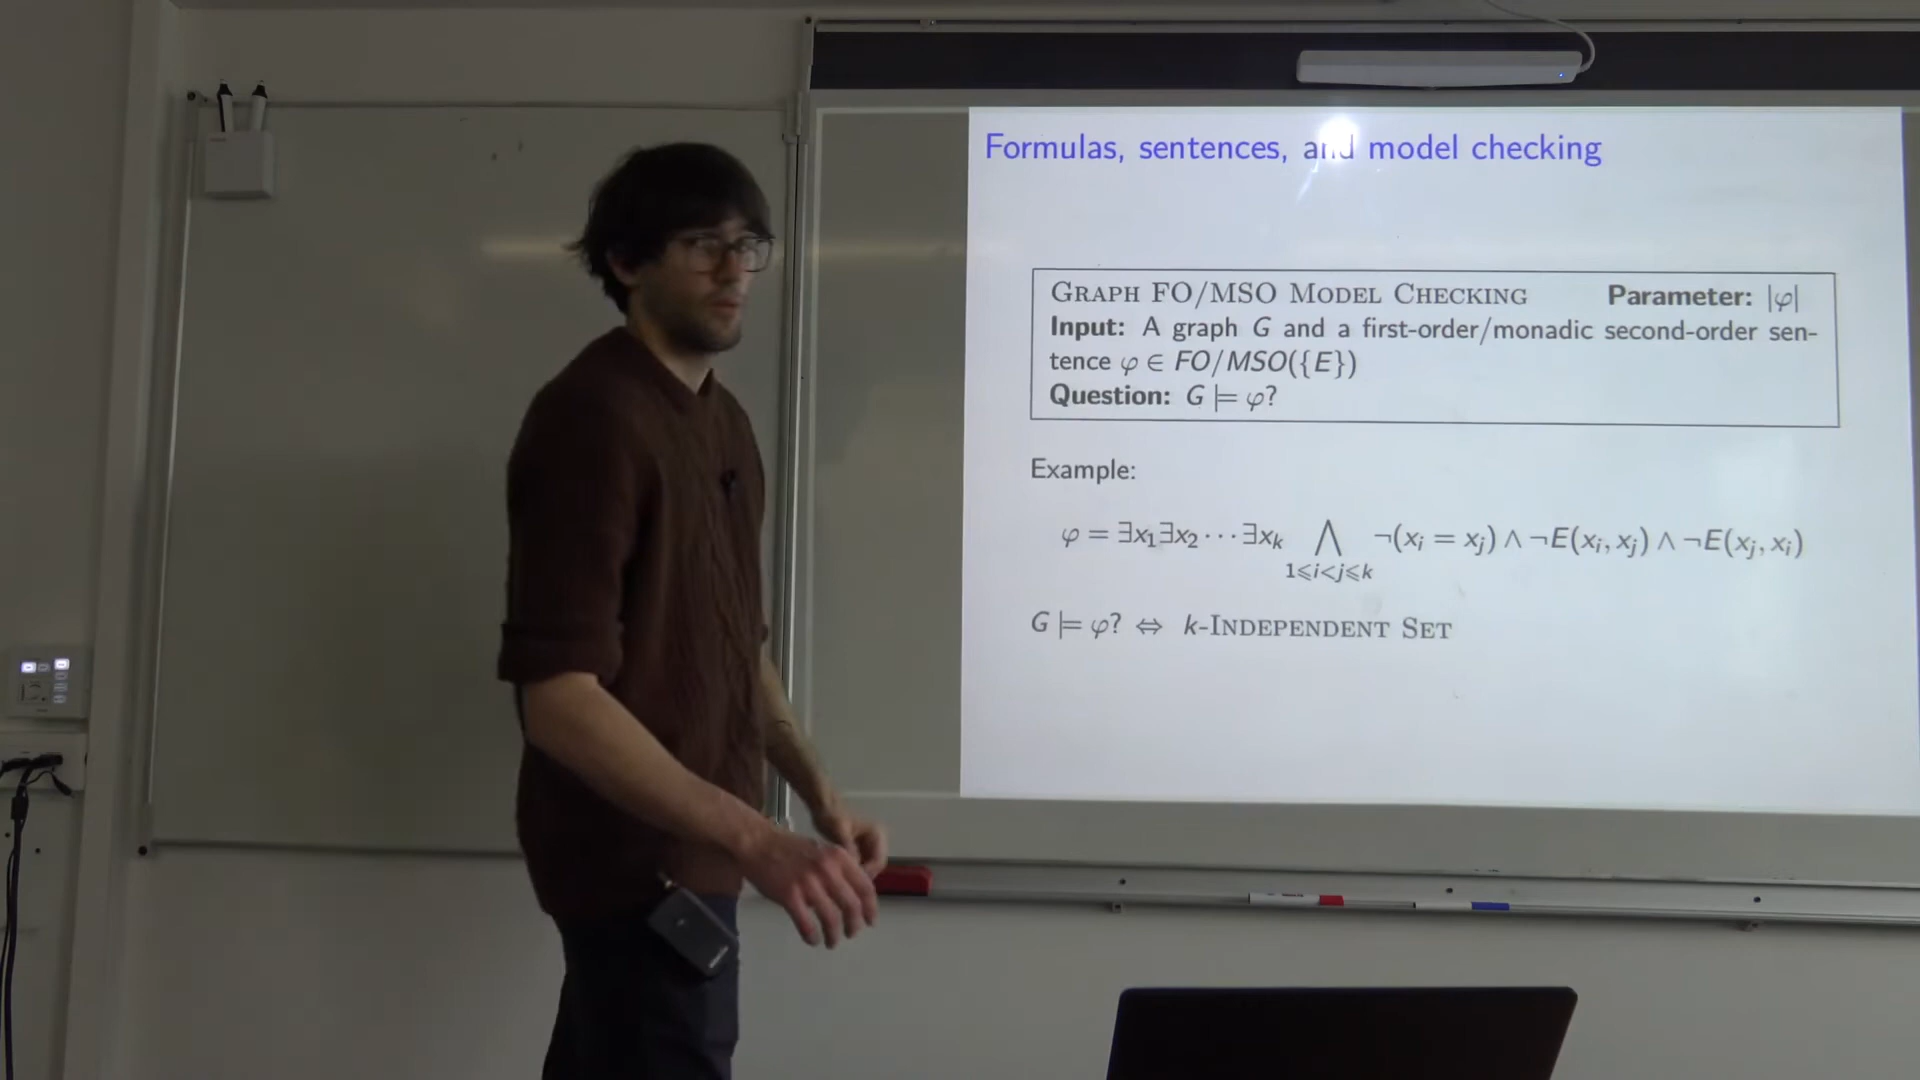 Formulas, sentences, and model checking
GRAPH FO/MSO MODEL CHECKING Parameter: |φ|
Input: A graph G and a first-order/monadic second-order sen-
tence φ ∈ FO/MSO({E})
Question: G ⊨ φ?
Example:
φ = ∃x₁∃x₂ ⋯ ∃xₖ ⋀ ¬(xᵢ = xⱼ) ∧ ¬E(xᵢ, xⱼ) ∧ ¬E(xⱼ, xᵢ)
1⩽i<j⩽k
G ⊨ φ? ⇔ k-INDEPENDENT SET